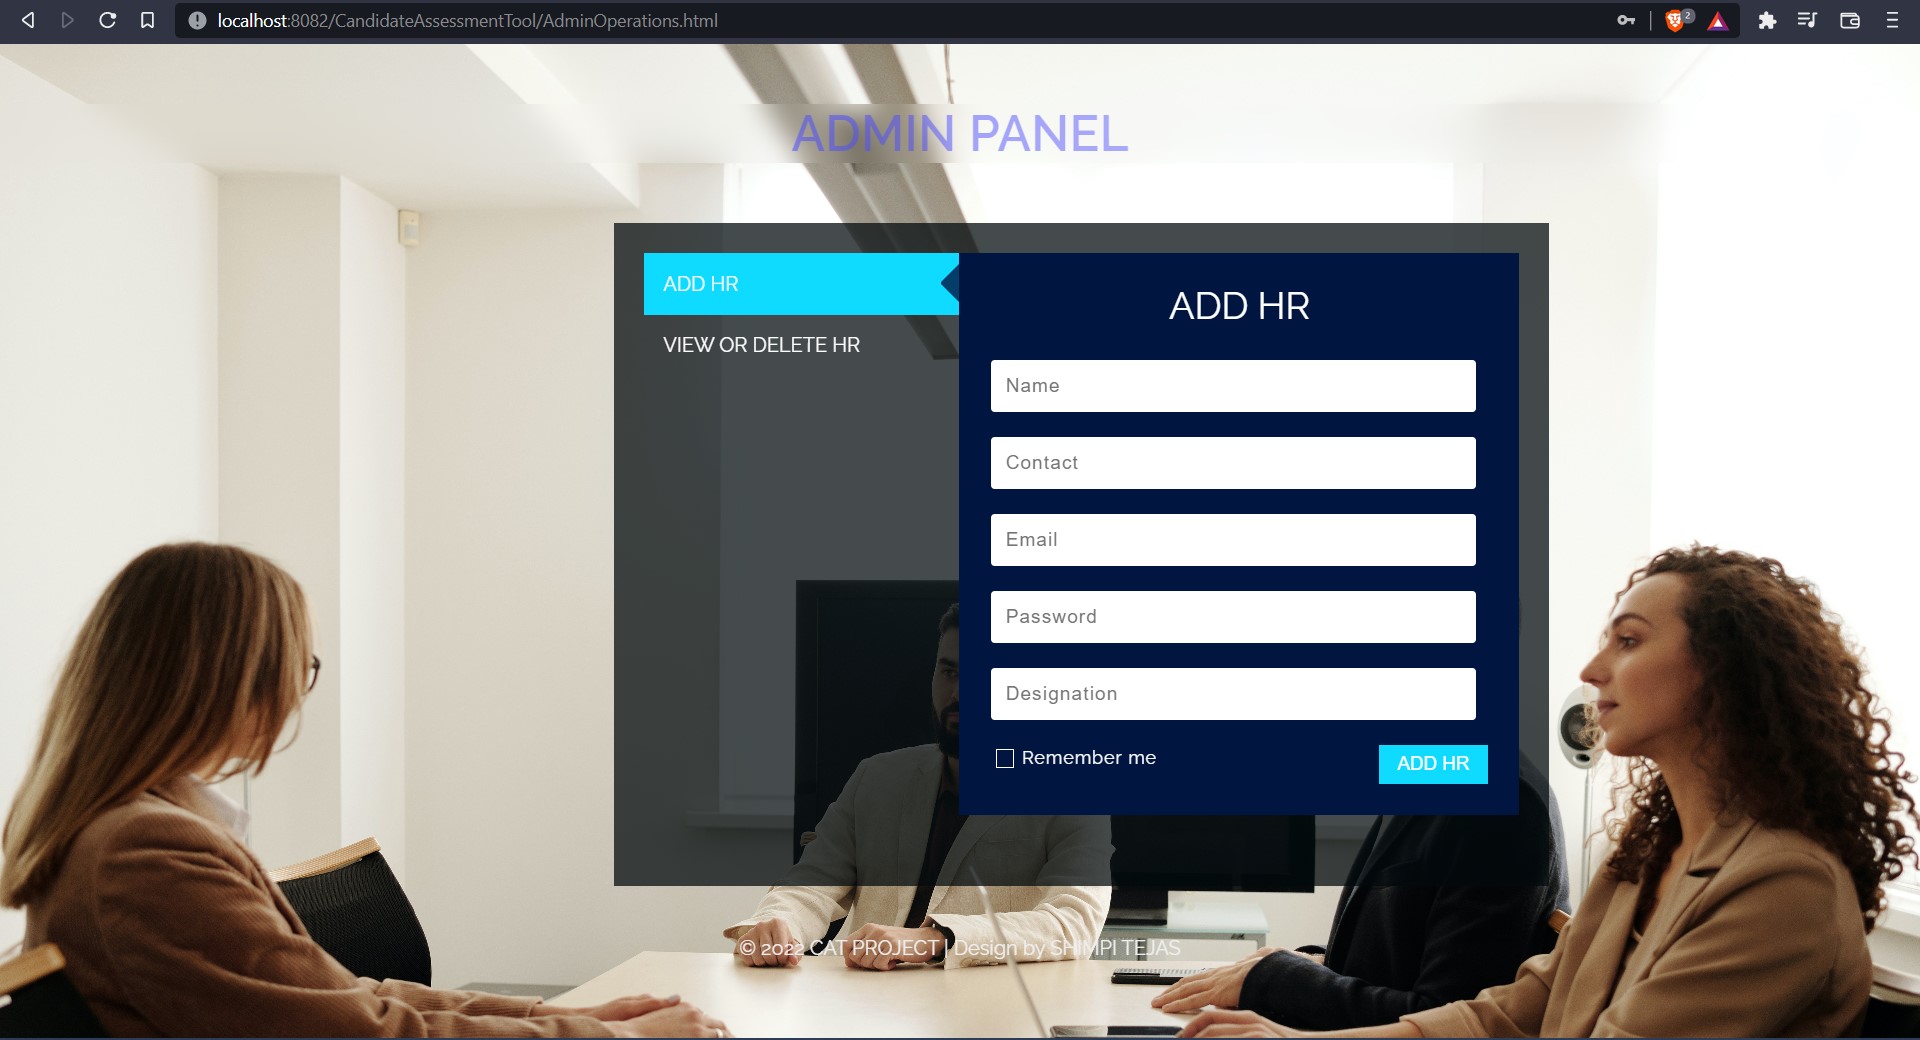 localhost:8082/CandidateAssessmentTool/AdminOperations.html
2
ADMIN PANEL
ADD HR
VIEW OR DELETE HR
ADD HR
Name
Contact
Email
Password
Designation
Remember me
ADD HR
© 2022 CAT PROJECT | Design by SHIMPI TEJAS